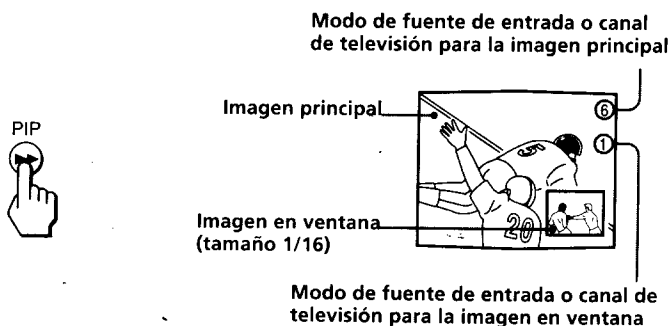 Modo de fuente de entrada o canal
de televisión para la imagen principal
Imagen principal
PIP
6
1
5
20
Imagen en ventana
(tamaño 1/16)
Modo de fuente de entrada o canal de
televisión para la imagen en ventana